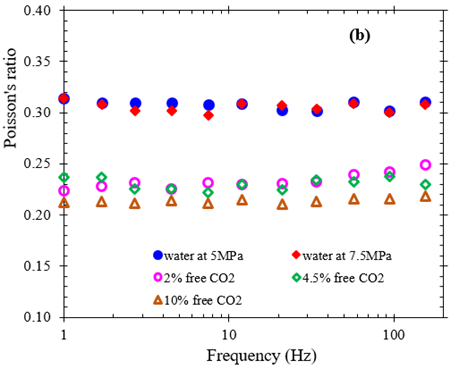 (b)
Poisson's ratio
0.40
0.35
0.30
0.25
0.20
0.15
0.10
water at 5MPa
water at 7.5MPa
2% free CO2
4.5% free CO2
10% free CO2
1
10
100
Frequency (Hz)